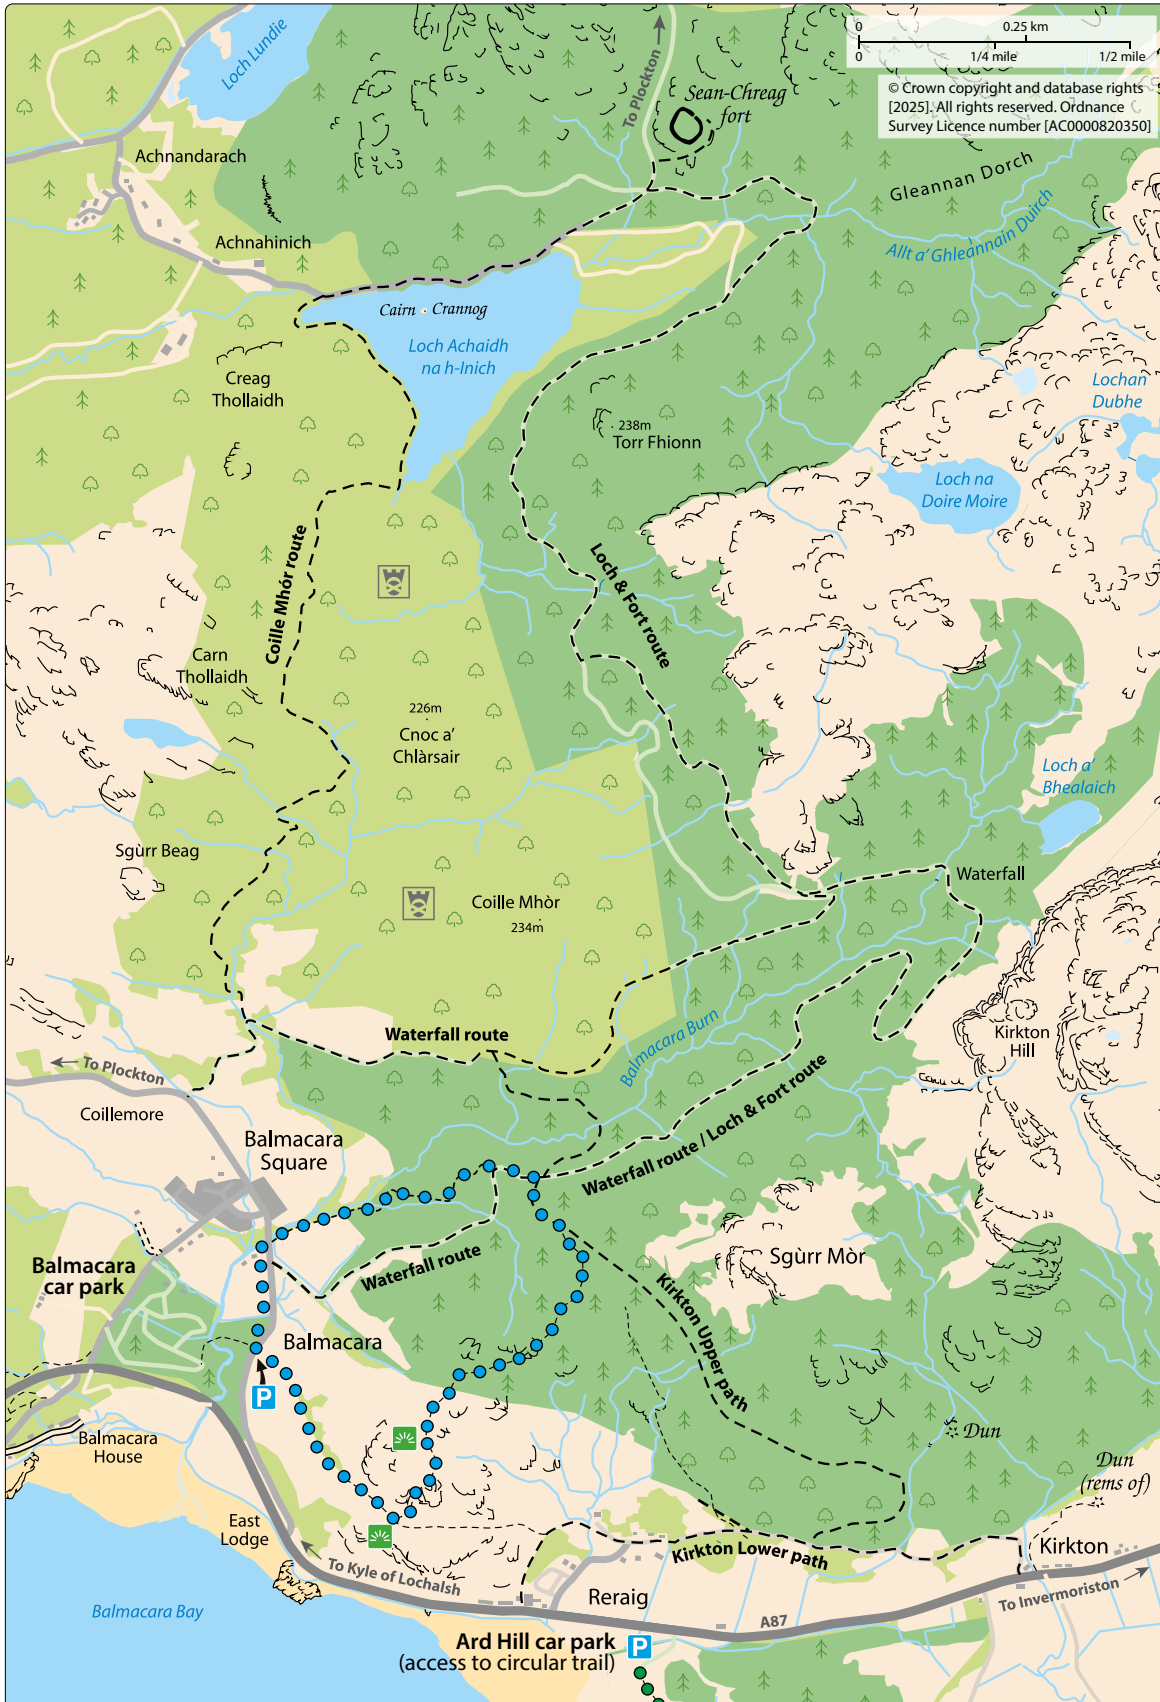 0
0.25 km
0
1/4 mile
1/2 mile
© Crown copyright and database rights
[2025]. All rights reserved. Ordnance
Survey Licence number [AC0000820350]
Loch Lundie
To Plockton
Sean-Chreag
fort
Achnandarach
Gleannan Dorch
Achnahinich
Allt a' Ghleannain Duirch
Cairn
Crannog
Loch Achaidh
na h-Inich
Creag
Thollaidh
Lochan
Dubhe
238m
Torr Fhionn
Loch na
Doire Moire
Coille Mhór route
Loch & Fort route
Carn
Thollaidh
226m
Cnoc a'
Chlàrsair
Loch a'
Bhealaich
Sgùrr Beag
Waterfall
Coille Mhòr
234m
Waterfall route
Balmacara Burn
Kirkton
Hill
To Plockton
Coillemore
Waterfall route / Loch & Fort route
Balmacara
Square
Balmacara
car park
Waterfall route
Sgùrr Mòr
Kirkton Upper path
Balmacara
P
Balmacara
House
Dun
Dun
(rems of)
East
Lodge
Kirkton Lower path
Kirkton
To Kyle of Lochalsh
Reraig
To Invermoriston
Balmacara Bay
A87
Ard Hill car park
(access to circular trail)
P